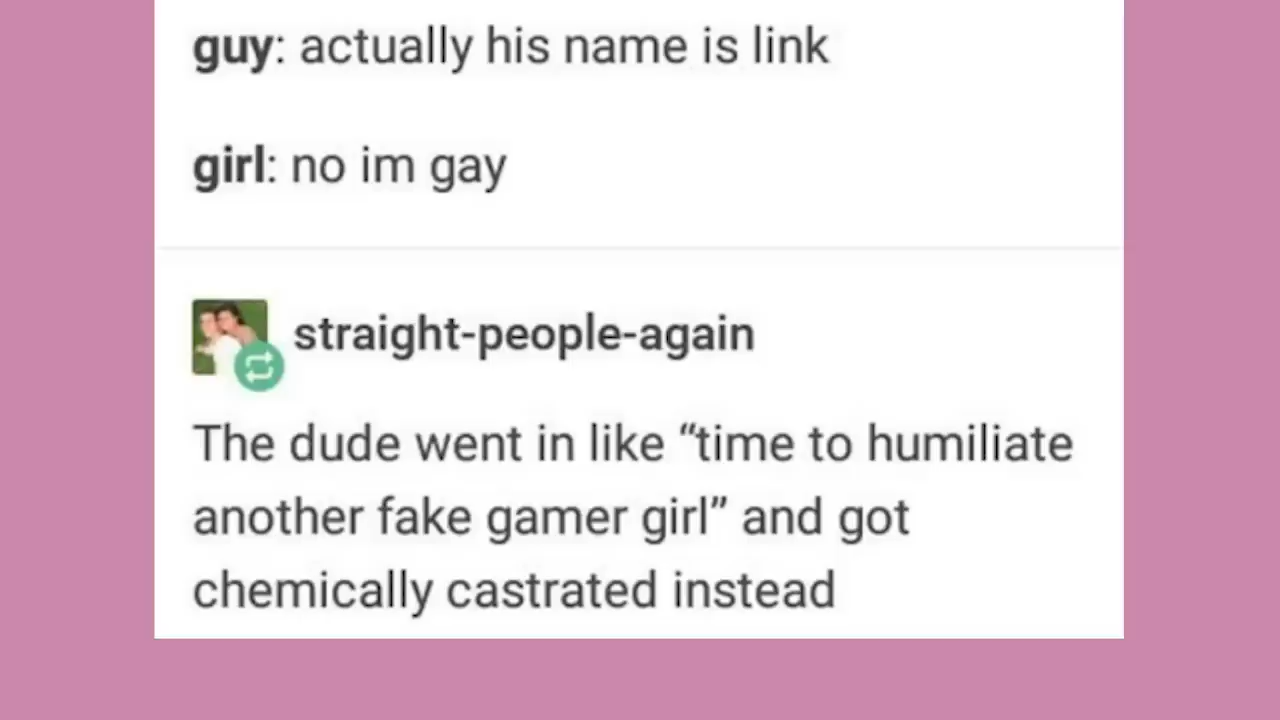 guy: actually his name is link
girl: no im gay
straight-people-again
The dude went in like “time to humiliate
another fake gamer girl” and got
chemically castrated instead